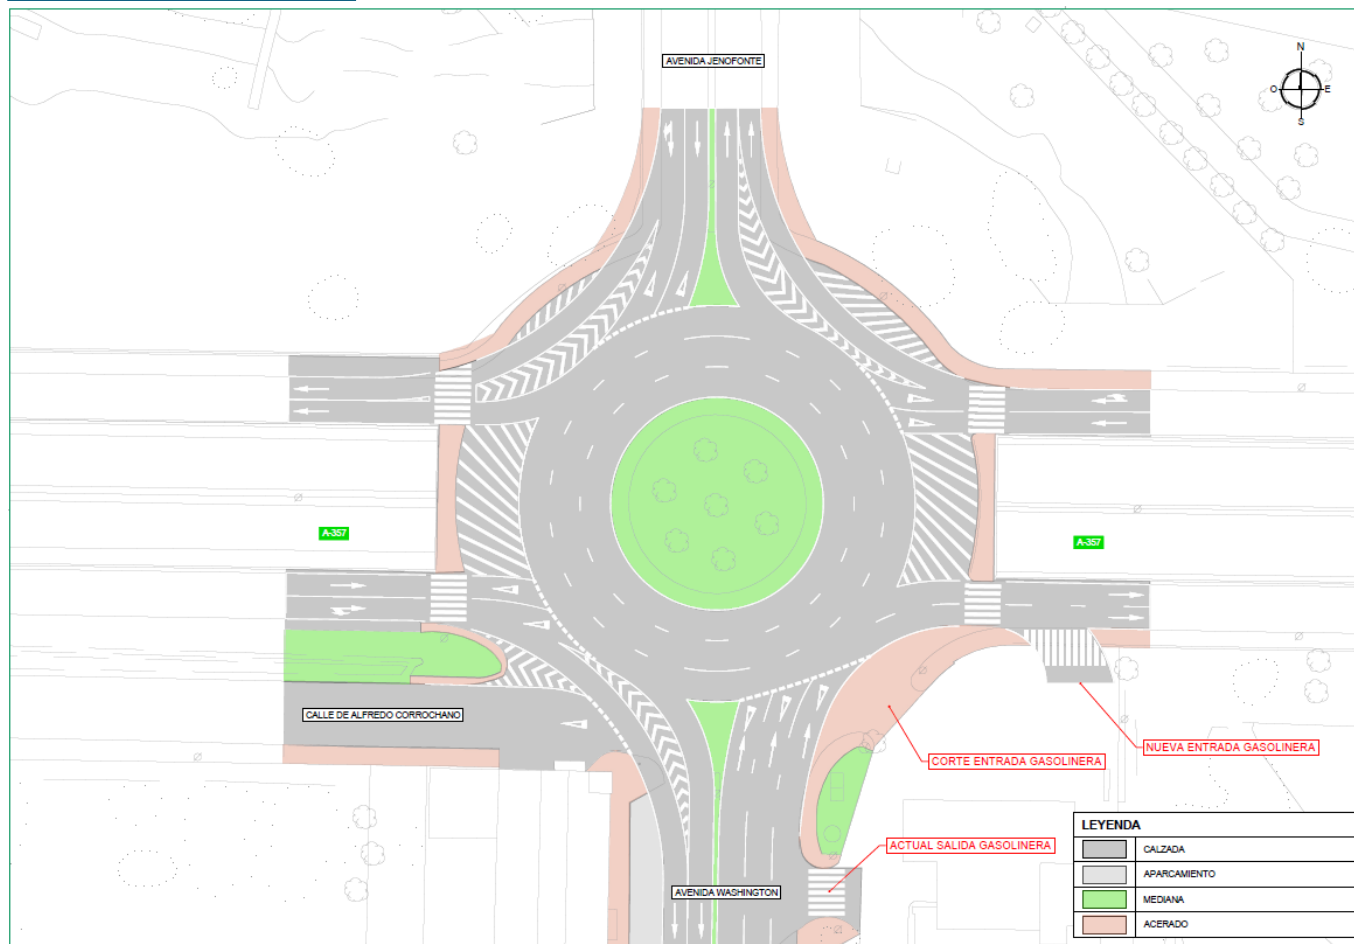 AVENIDA JENOFONTE
N
O
E
S
A-357
A-357
CALLE DE ALFREDO CORROCHANO
NUEVA ENTRADA GASOLINERA
CORTE ENTRADA GASOLINERA
ACTUAL SALIDA GASOLINERA
AVENIDA WASHINGTON
LEYENDA
CALZADA
APARCAMIENTO
MEDIANA
ACERADO